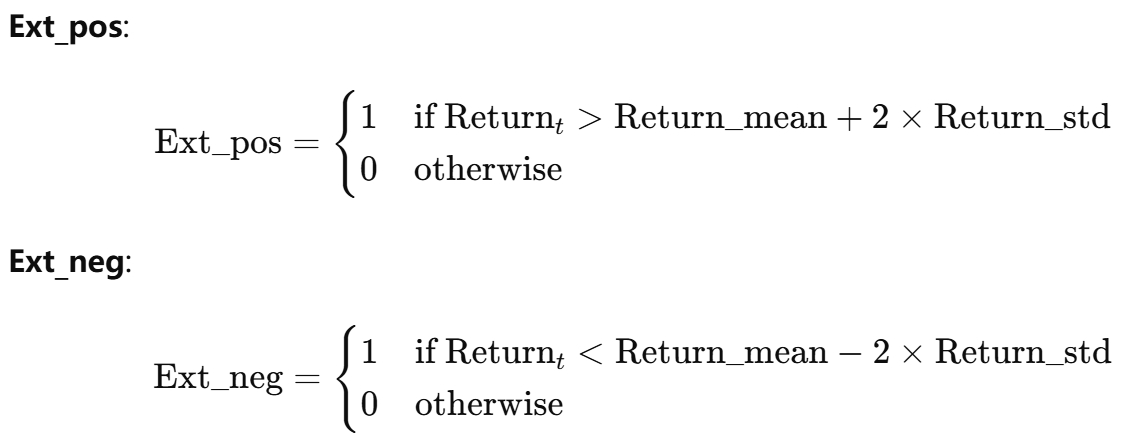 Ext_pos:
Ext_pos = { 1 if Return_t > Return_mean + 2 × Return_std
0 otherwise
Ext_neg:
Ext_neg = { 1 if Return_t < Return_mean − 2 × Return_std
0 otherwise